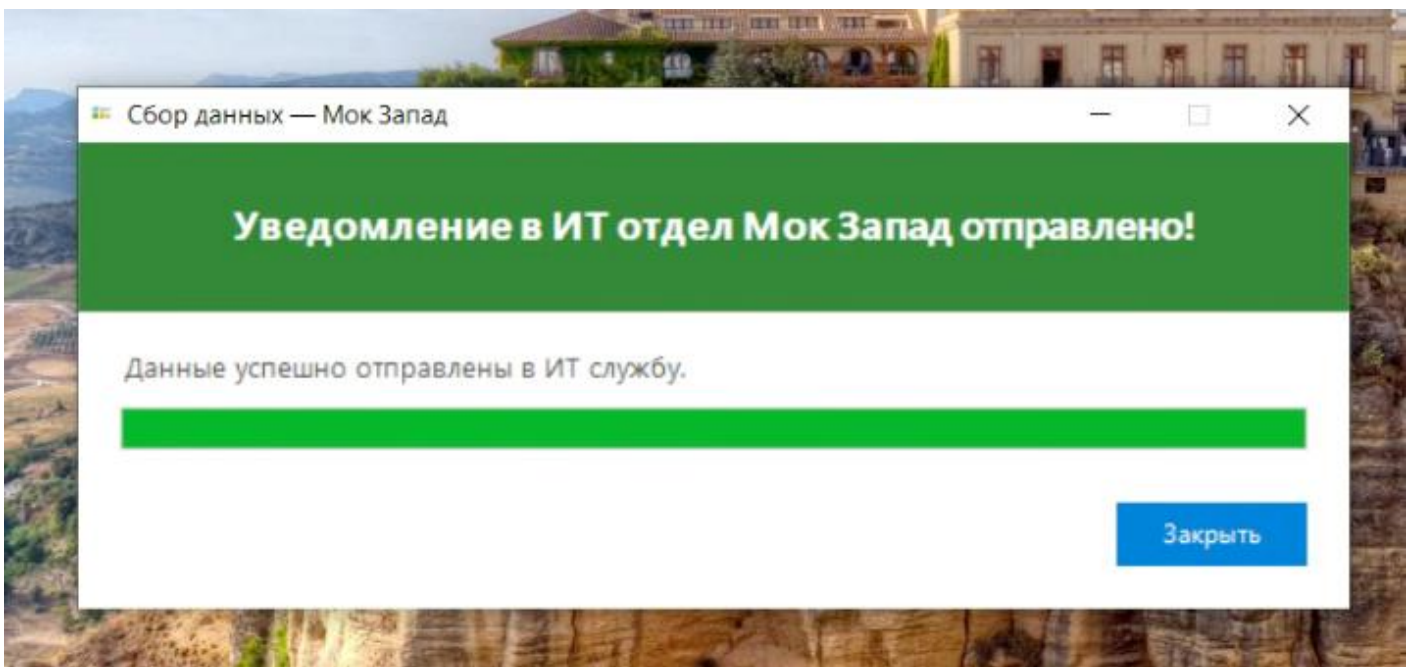 Сбор данных — Мок Запад
Уведомление в ИТ отдел Мок Запад отправлено!
Данные успешно отправлены в ИТ службу.
Закрыть